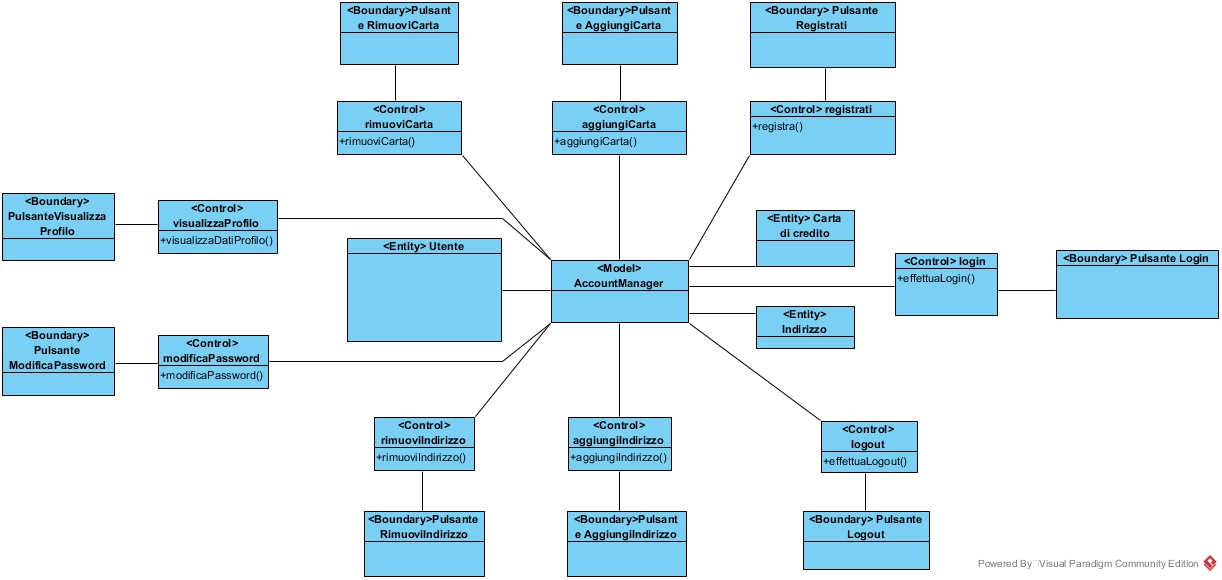 <Boundary>Pulsant
e RimuoviCarta
<Boundary>Pulsant
e AggiungiCarta
<Boundary> Pulsante
Registrati
<Control>
rimuoviCarta
+rimuoviCarta()
<Control>
aggiungiCarta
+aggiungiCarta()
<Control> registrati
+registra()
<Boundary>
PulsanteVisualizza
Profilo
<Control>
visualizzaProfilo
+visualizzaDatiProfilo()
<Entity> Utente
<Model>
AccountManager
<Entity> Carta
di credito
<Control> login
+effettuaLogin()
<Boundary> Pulsante Login
<Entity>
Indirizzo
<Boundary>
Pulsante
ModificaPassword
<Control>
modificaPassword
+modificaPassword()
<Control>
rimuoviIndirizzo
+rimuoviIndirizzo()
<Control>
aggiungiIndirizzo
+aggiungiIndirizzo()
<Control>
logout
+effettuaLogout()
<Boundary>Pulsante
RimuoviIndirizzo
<Boundary>Pulsant
e AggiungiIndirizzo
<Boundary> Pulsante
Logout
Powered By Visual Paradigm Community Edition